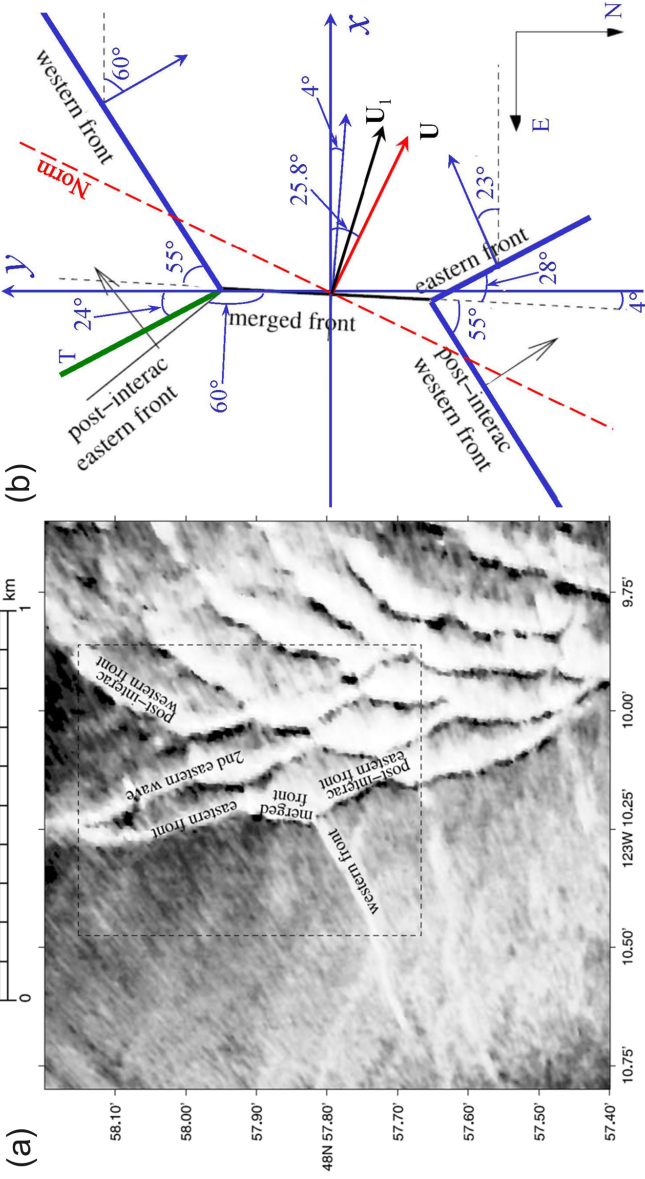 (a)
0
1
km
58.10'
58.00'
57.90'
48N 57.80'
57.70'
57.60'
57.50'
57.40'
10.75'
10.50'
123W 10.25'
10.00'
9.75'
post-interac
western front
2nd eastern wave
eastern front
merged
front
post-interac
eastern front
western front
(b)
y
x
T
24°
55°
60°
western front
60°
Norm
post-interac
eastern front
merged front
4°
25.8°
U1
U
eastern front
23°
28°
4°
55°
post-interac
western front
E
N